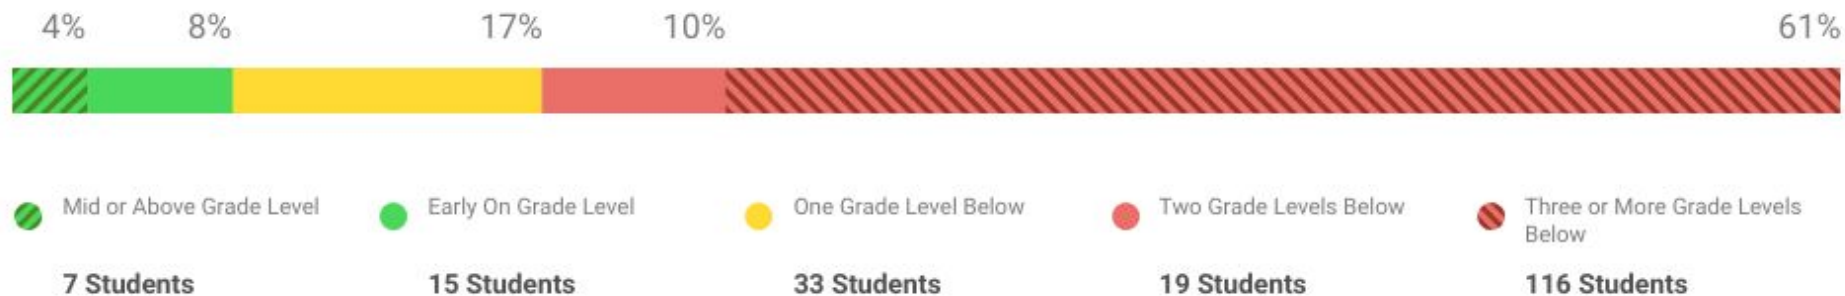 4% 8% 17% 10% 61%
Mid or Above Grade Level
7 Students
Early On Grade Level
15 Students
One Grade Level Below
33 Students
Two Grade Levels Below
19 Students
Three or More Grade Levels
Below
116 Students